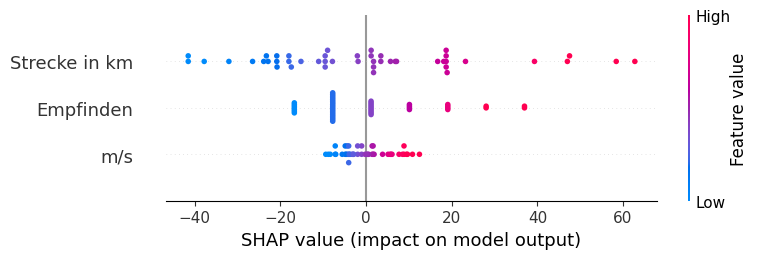 High
Strecke in km
Empfinden
m/s
Feature value
Low
−40 −20 0 20 40 60
SHAP value (impact on model output)